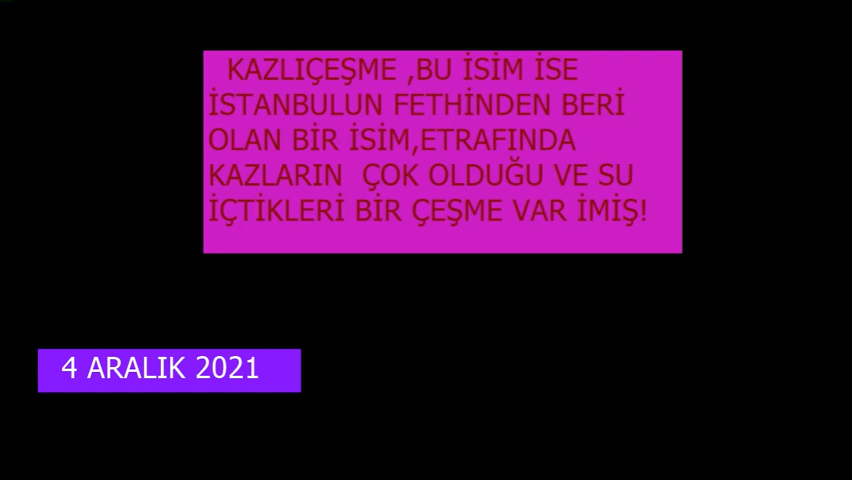 KAZLIÇEŞME ,BU İSİM İSE
İSTANBULUN FETHİNDEN BERİ
OLAN BİR İSİM,ETRAFINDA
KAZLARIN  ÇOK OLDUĞU VE SU
İÇTİKLERİ BİR ÇEŞME VAR İMİŞ!
4 ARALIK 2021